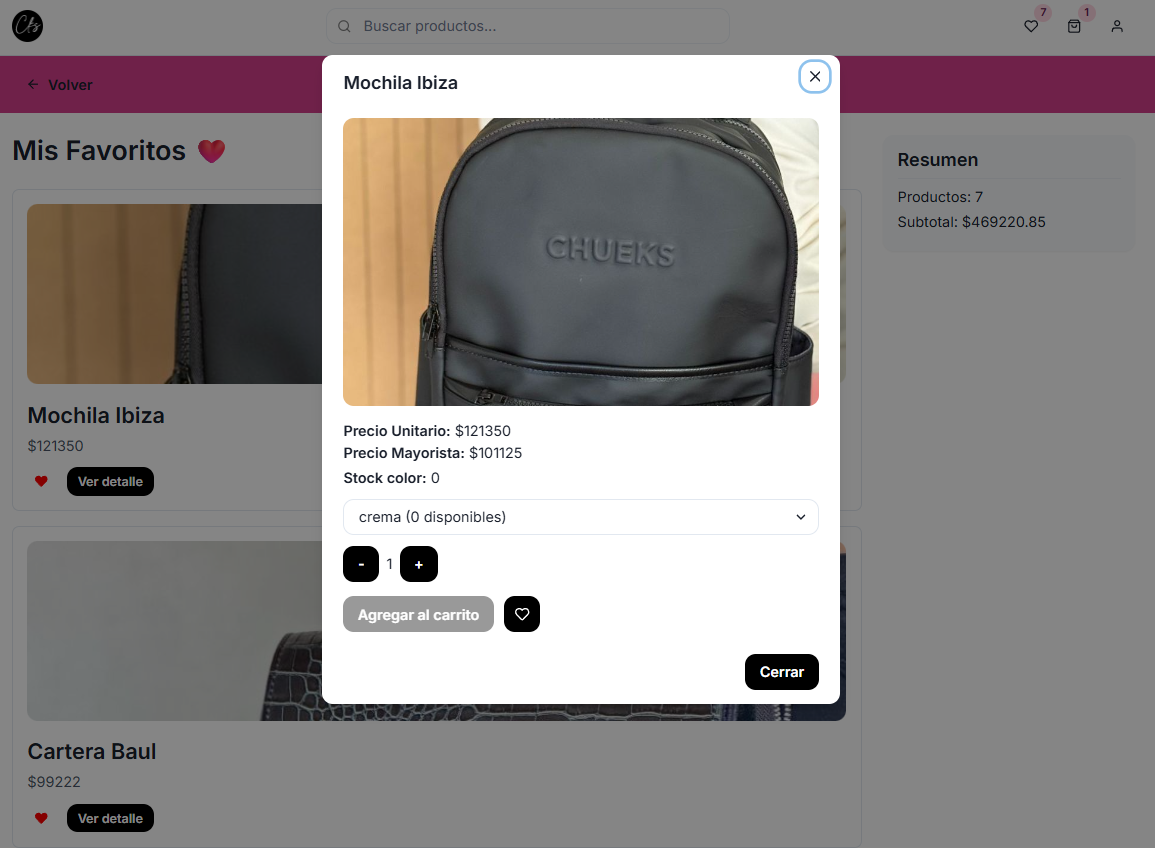 Cks
Buscar productos...
7
1
Volver
Mis Favoritos
Mochila Ibiza
$121350
Ver detalle
Cartera Baul
$99222
Ver detalle
Mochila Ibiza
CHUEKS
Precio Unitario: $121350
Precio Mayorista: $101125
Stock color: 0
crema (0 disponibles)
- 1 +
Agregar al carrito
Cerrar
Resumen
Productos: 7
Subtotal: $469220.85